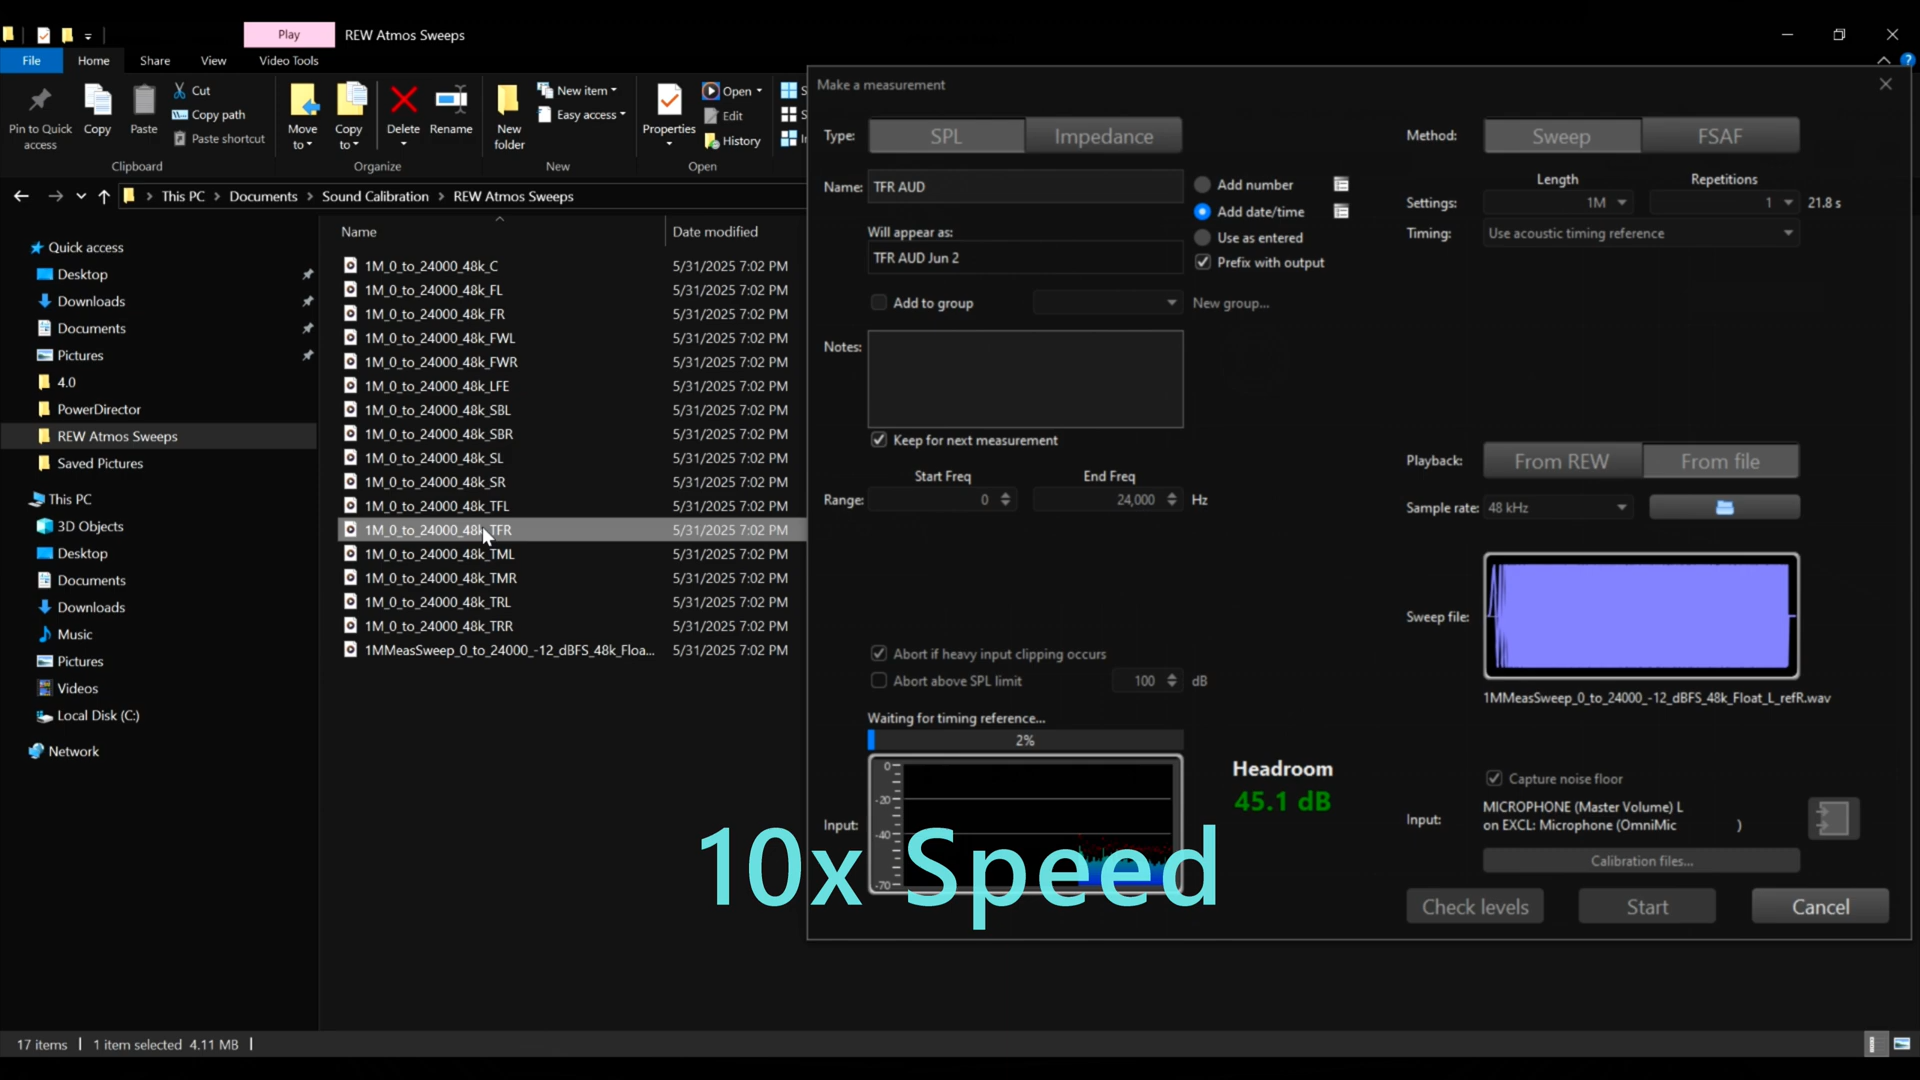 Play
REW Atmos Sweeps
File
Home
Share
View
Video Tools
Pin to Quick access
Copy
Paste
Cut
Copy path
Paste shortcut
Clipboard
Move to
Copy to
Delete
Rename
Organize
New folder
New item
Easy access
New
Properties
Open
Edit
History
Open
This PC
Documents
Sound Calibration
REW Atmos Sweeps
Quick access
Desktop
Downloads
Documents
Pictures
4.0
PowerDirector
REW Atmos Sweeps
Saved Pictures
This PC
3D Objects
Desktop
Documents
Downloads
Music
Pictures
Videos
Local Disk (C:)
Network
Name
Date modified
1M_0_to_24000_48k_C 5/31/2025 7:02 PM
1M_0_to_24000_48k_FL 5/31/2025 7:02 PM
1M_0_to_24000_48k_FR 5/31/2025 7:02 PM
1M_0_to_24000_48k_FWL 5/31/2025 7:02 PM
1M_0_to_24000_48k_FWR 5/31/2025 7:02 PM
1M_0_to_24000_48k_LFE 5/31/2025 7:02 PM
1M_0_to_24000_48k_SBL 5/31/2025 7:02 PM
1M_0_to_24000_48k_SBR 5/31/2025 7:02 PM
1M_0_to_24000_48k_SL 5/31/2025 7:02 PM
1M_0_to_24000_48k_SR 5/31/2025 7:02 PM
1M_0_to_24000_48k_TFL 5/31/2025 7:02 PM
1M_0_to_24000_48k_TFR 5/31/2025 7:02 PM
1M_0_to_24000_48k_TML 5/31/2025 7:02 PM
1M_0_to_24000_48k_TMR 5/31/2025 7:02 PM
1M_0_to_24000_48k_TRL 5/31/2025 7:02 PM
1M_0_to_24000_48k_TRR 5/31/2025 7:02 PM
1MMeasSweep_0_to_24000_-12_dBFS_48k_Floa... 5/31/2025 7:02 PM
17 items
1 item selected 4.11 MB
Make a measurement
Type:
SPL
Impedance
Name:
TFR AUD
Will appear as:
TFR AUD Jun 2
Add number
Add date/time
Use as entered
Prefix with output
Add to group
New group...
Notes:
Keep for next measurement
Start Freq
End Freq
Range:
0
24,000
Hz
Abort if heavy input clipping occurs
Abort above SPL limit
100
dB
Waiting for timing reference...
2%
Input:
0
-20
-40
-70
Headroom
45.1 dB
Method:
Sweep
FSAF
Length
Repetitions
Settings:
1M
1
21.8 s
Timing:
Use acoustic timing reference
Playback:
From REW
From file
Sample rate:
48 kHz
Sweep file:
1MMeasSweep_0_to_24000_-12_dBFS_48k_Float_L_refR.wav
Capture noise floor
Input:
MICROPHONE (Master Volume) L
on EXCL: Microphone (OmniMic )
Calibration files...
Check levels
Start
Cancel
10x Speed